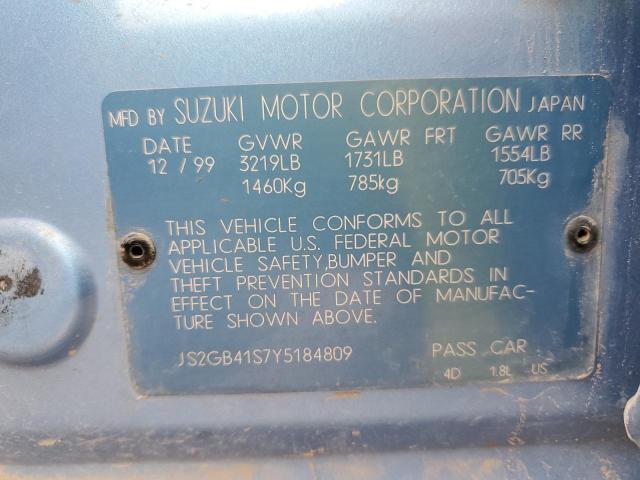 MFD BY SUZUKI MOTOR CORPORATION JAPAN
DATE GVWR GAWR FRT GAWR RR
12 / 99 3219LB 1731LB 1554LB
1460Kg 785kg 705Kg
THIS VEHICLE CONFORMS TO ALL
APPLICABLE U.S. FEDERAL MOTOR
VEHICLE SAFETY,BUMPER AND
THEFT PREVENTION STANDARDS IN
EFFECT ON THE DATE OF MANUFAC-
TURE SHOWN ABOVE.
JS2GB41S7Y5184809 PASS CAR
4D 1.8L US